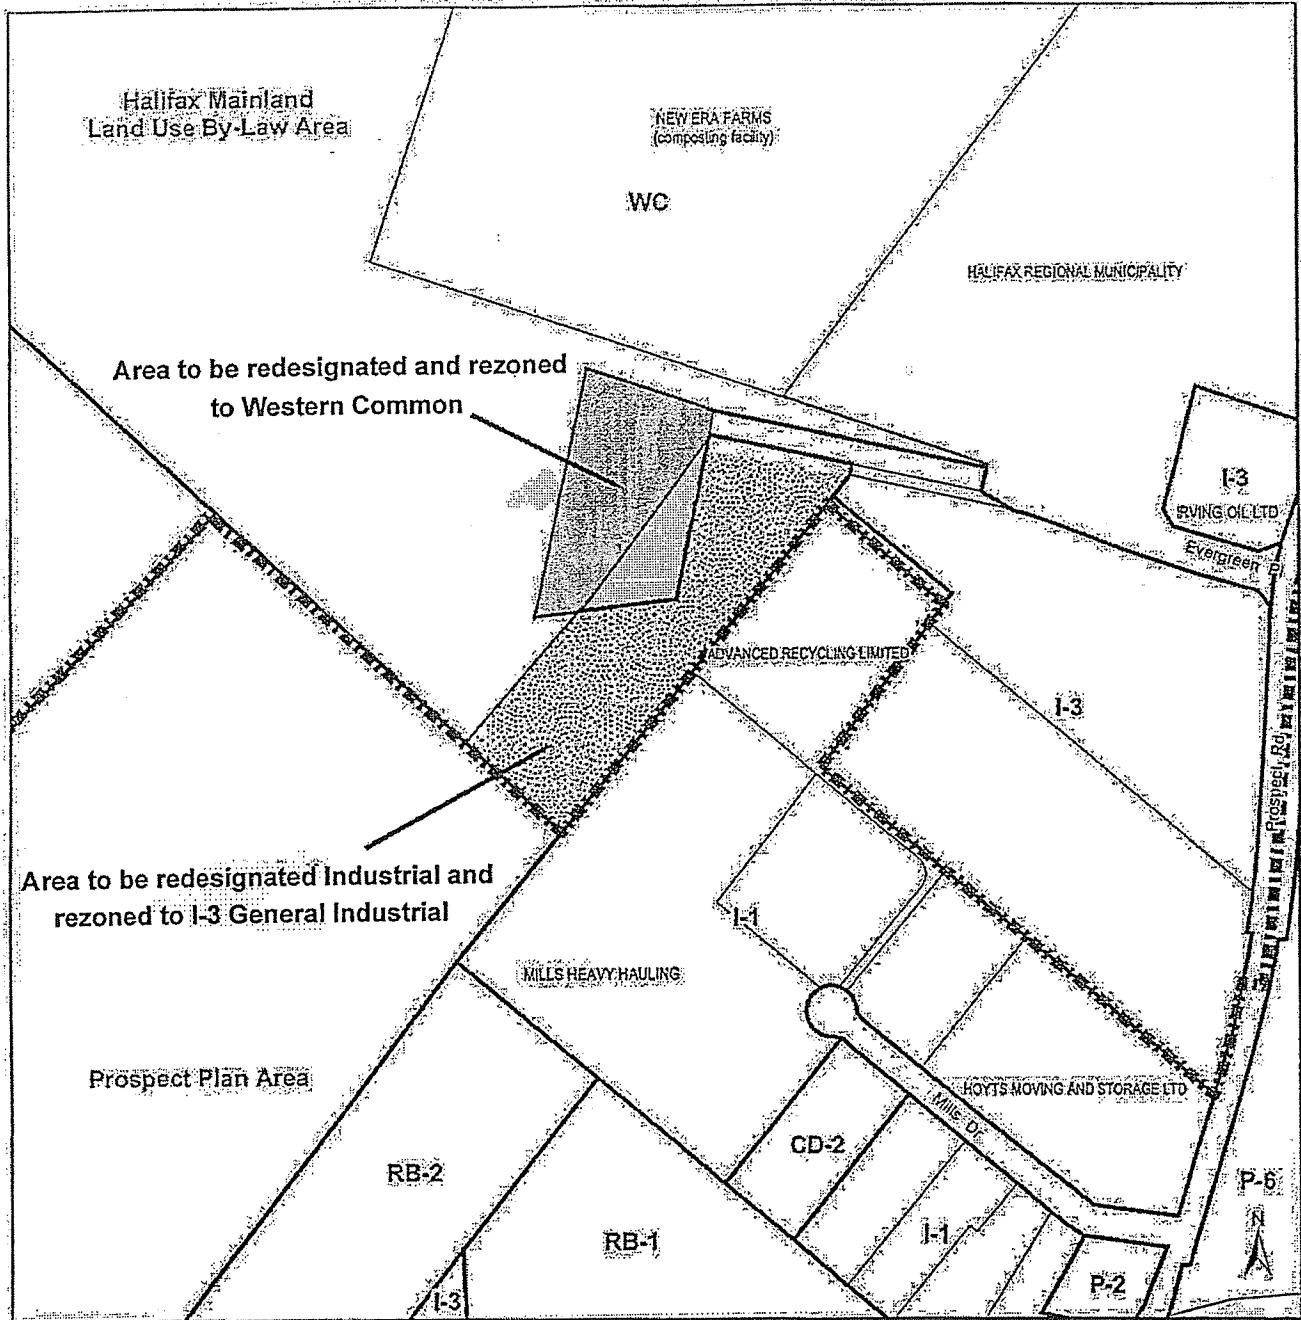 Halifax Mainland
Land Use By-Law Area
NEW ERA FARMS
(composting facility)
WC
HALIFAX REGIONAL MUNICIPALITY
Area to be redesignated and rezoned
to Western Common
I-3
IRVING OIL LTD
Evergreen Pl
ADVANCED RECYCLING LIMITED
I-3
Prospect Rd
Area to be redesignated Industrial and
rezoned to I-3 General Industrial
I-1
MILLS HEAVY HAULING
Prospect Plan Area
HOYTS MOVING AND STORAGE LTD
Mills Dr
CD-2
RB-2
P-6
N
RB-1
I-1
P-2
I-3